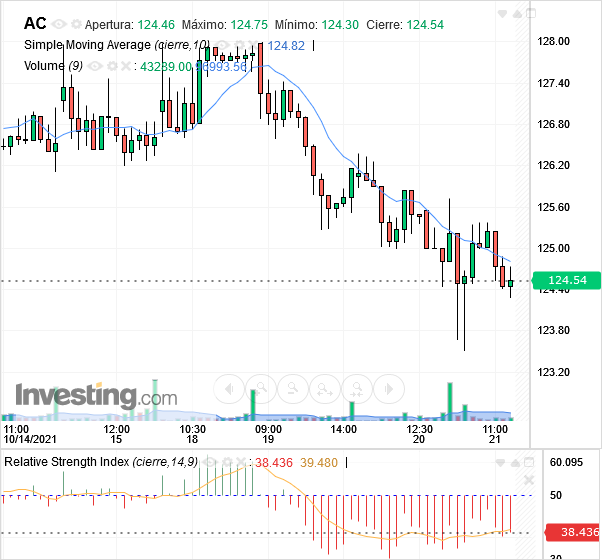 AC Apertura: 124.46 Máximo: 124.75 Mínimo: 124.30 Cierre: 124.54
Simple Moving Average (cierre,10) 124.82
Volume (9) : 43289.00
128.00
127.40
126.80
126.20
125.60
125.00
124.54
124.40
123.80
123.20
Investing.com
11:00 12:00 10:30 09:00 14:00 12:30 11:00
10/14/2021 15 18 19 20 21
Relative Strength Index (cierre,14,9) : 38.436 39.480
60.095
50
38.436
30